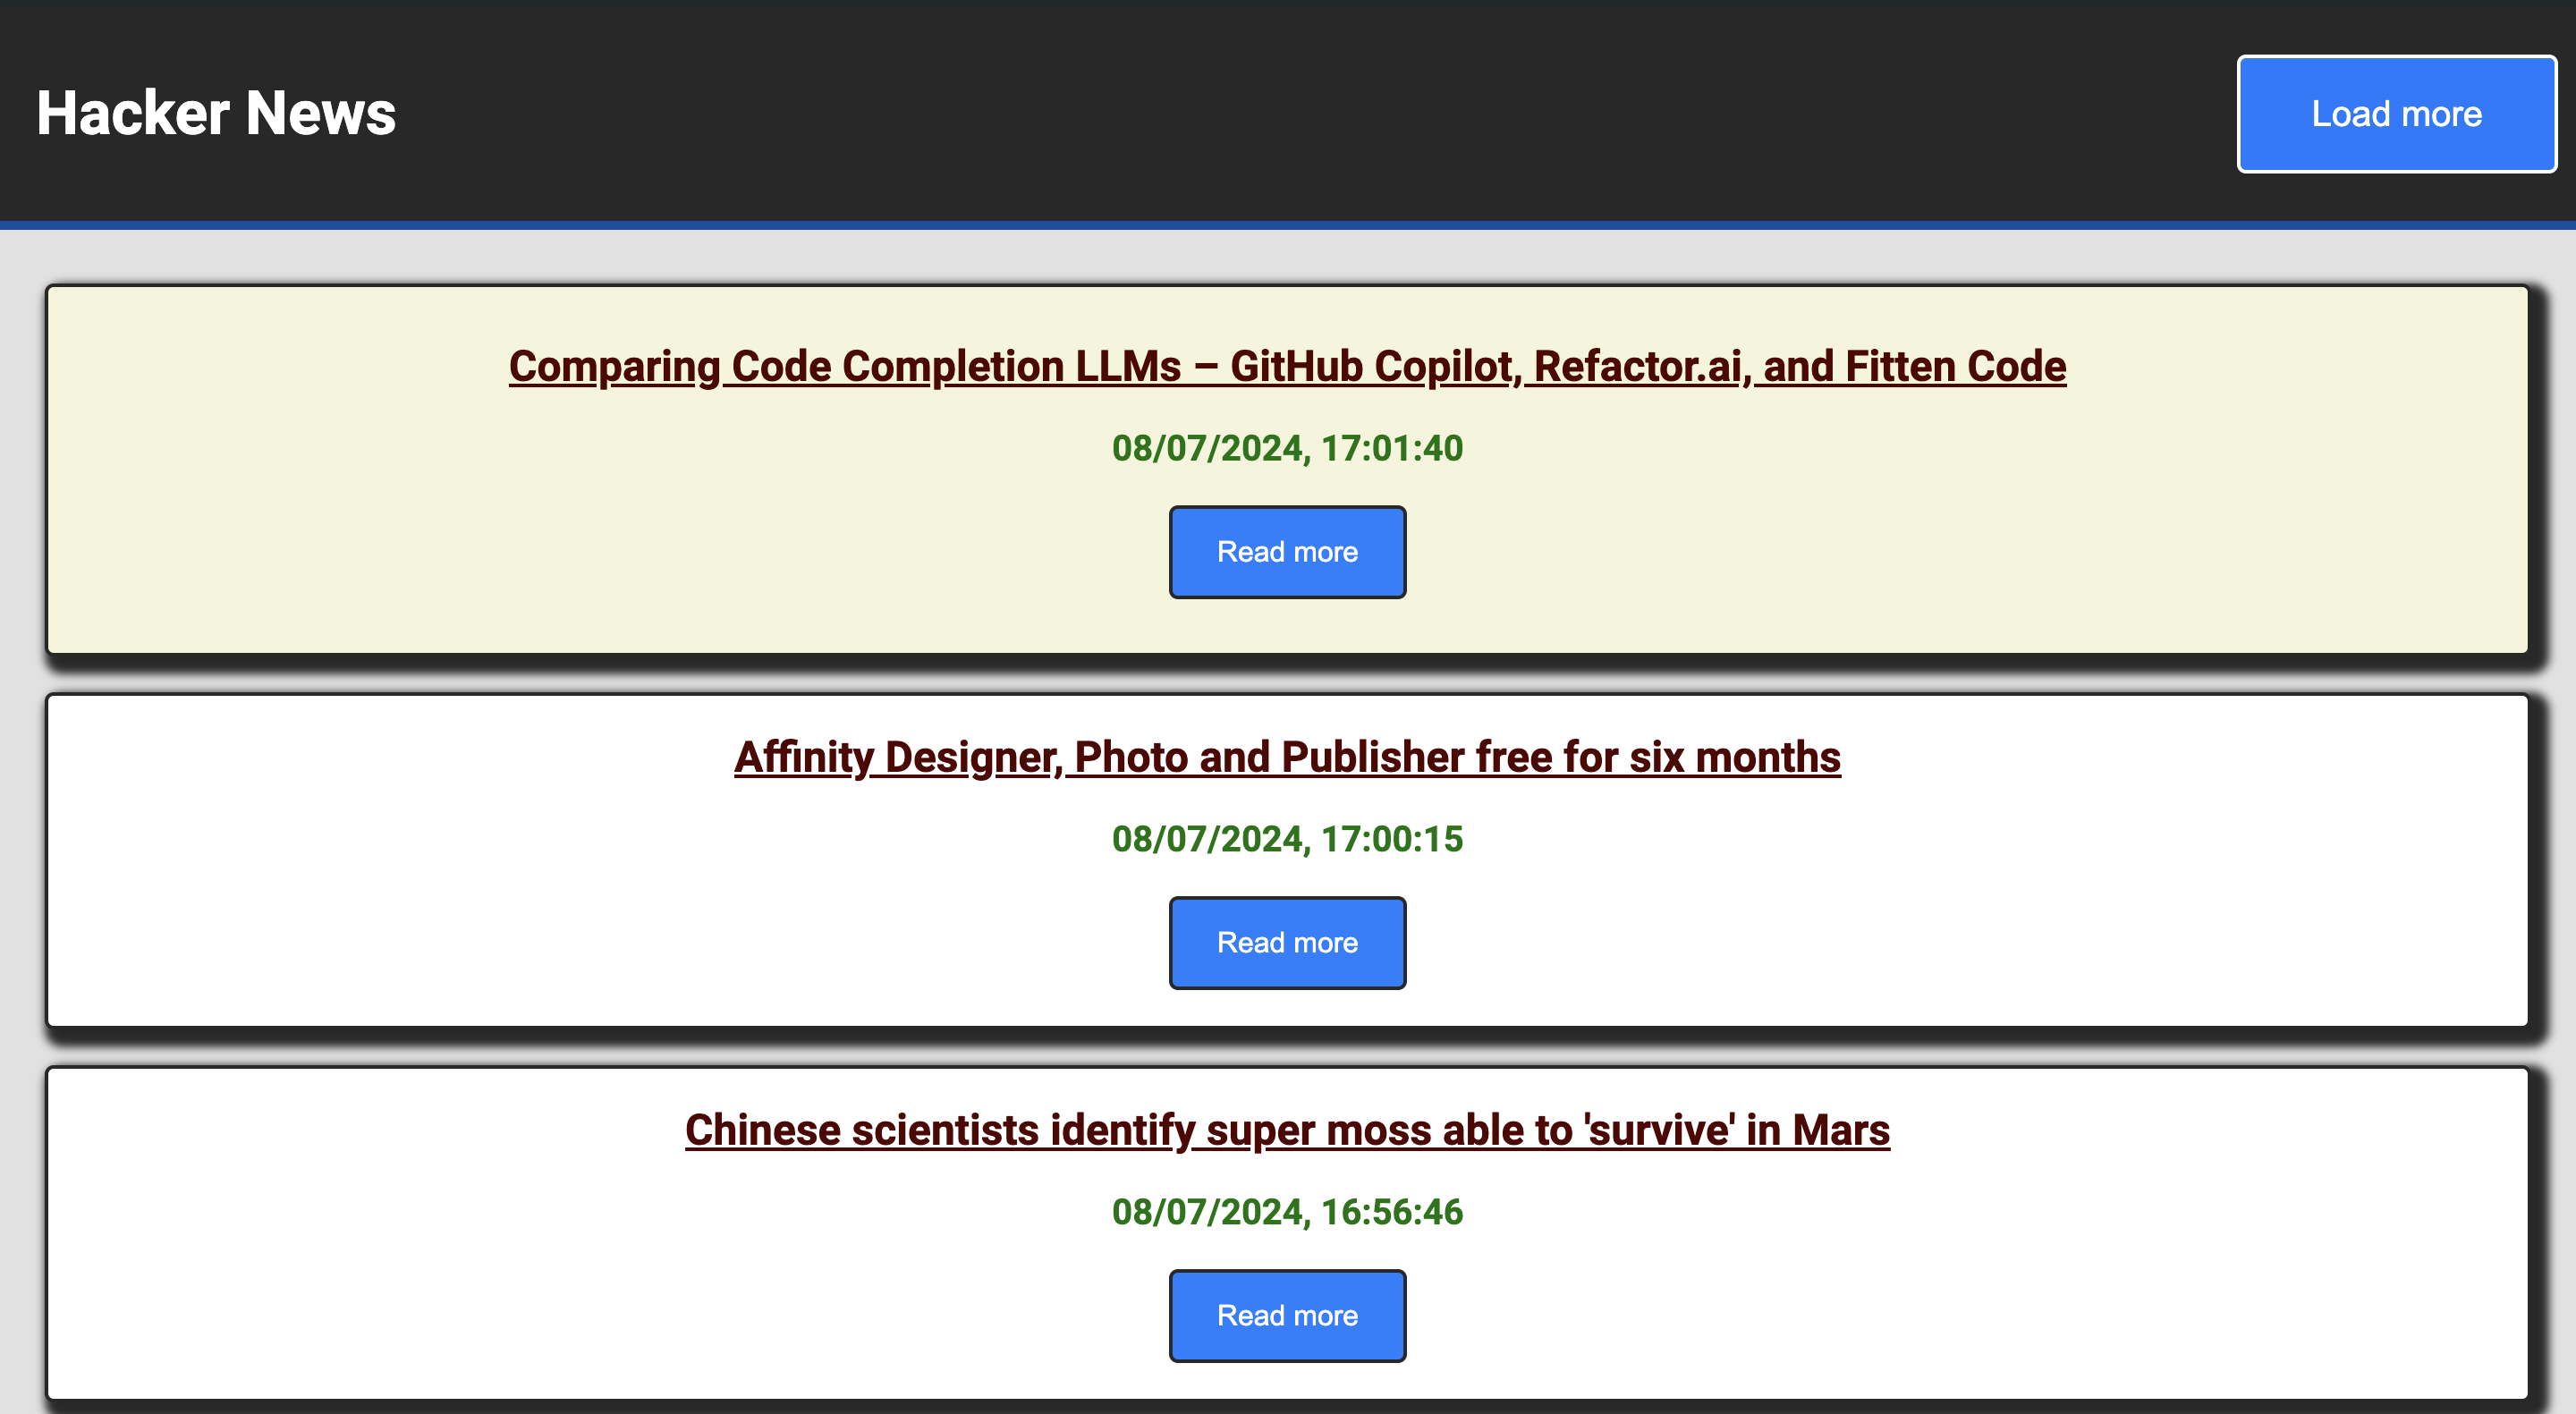 Hacker News
Load more
Comparing Code Completion LLMs – GitHub Copilot, Refactor.ai, and Fitten Code
08/07/2024, 17:01:40
Read more
Affinity Designer, Photo and Publisher free for six months
08/07/2024, 17:00:15
Read more
Chinese scientists identify super moss able to 'survive' in Mars
08/07/2024, 16:56:46
Read more